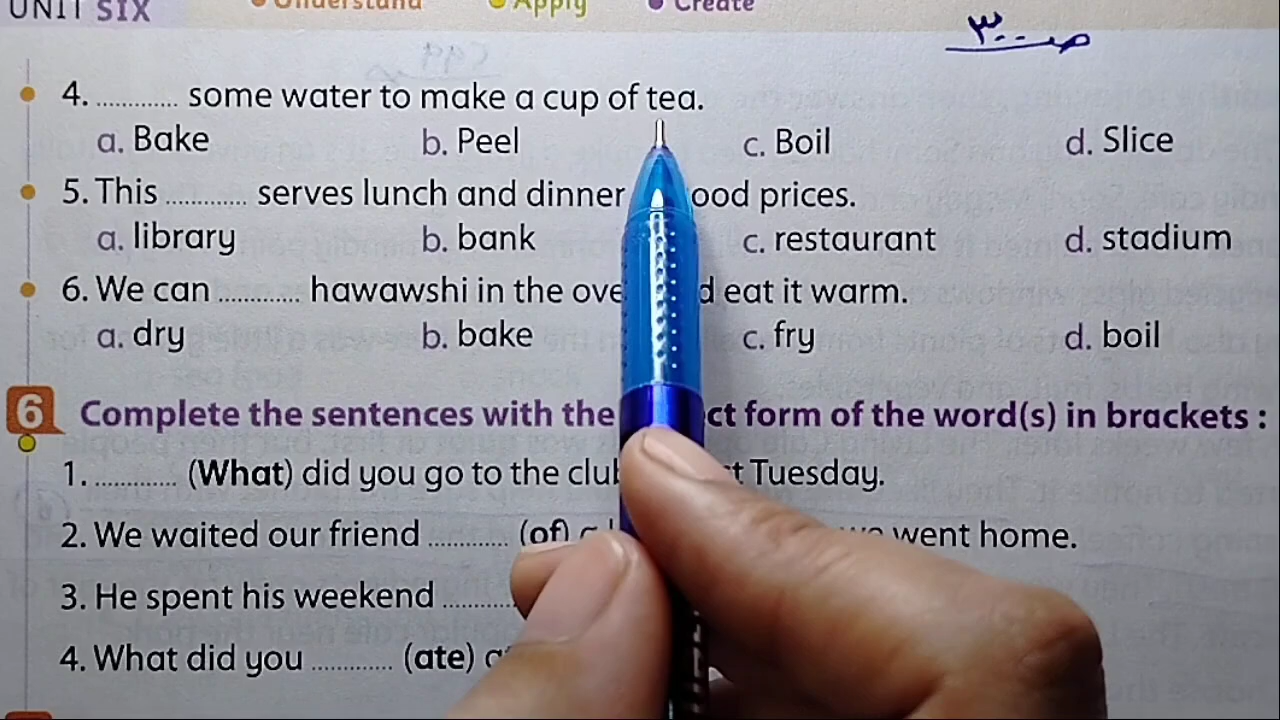 UNIT SIX Understand Apply Create
ص ٣٠٠
4. ............ some water to make a cup of tea.
a. Bake b. Peel c. Boil d. Slice
5. This ............ serves lunch and dinner ood prices.
a. library b. bank c. restaurant d. stadium
6. We can ............ hawawshi in the ove d eat it warm.
a. dry b. bake c. fry d. boil
6 Complete the sentences with the ct form of the word(s) in brackets :
1. ............ (What) did you go to the clu t Tuesday.
2. We waited our friend ............ (of) went home.
3. He spent his weekend ............
4. What did you ............ (ate)